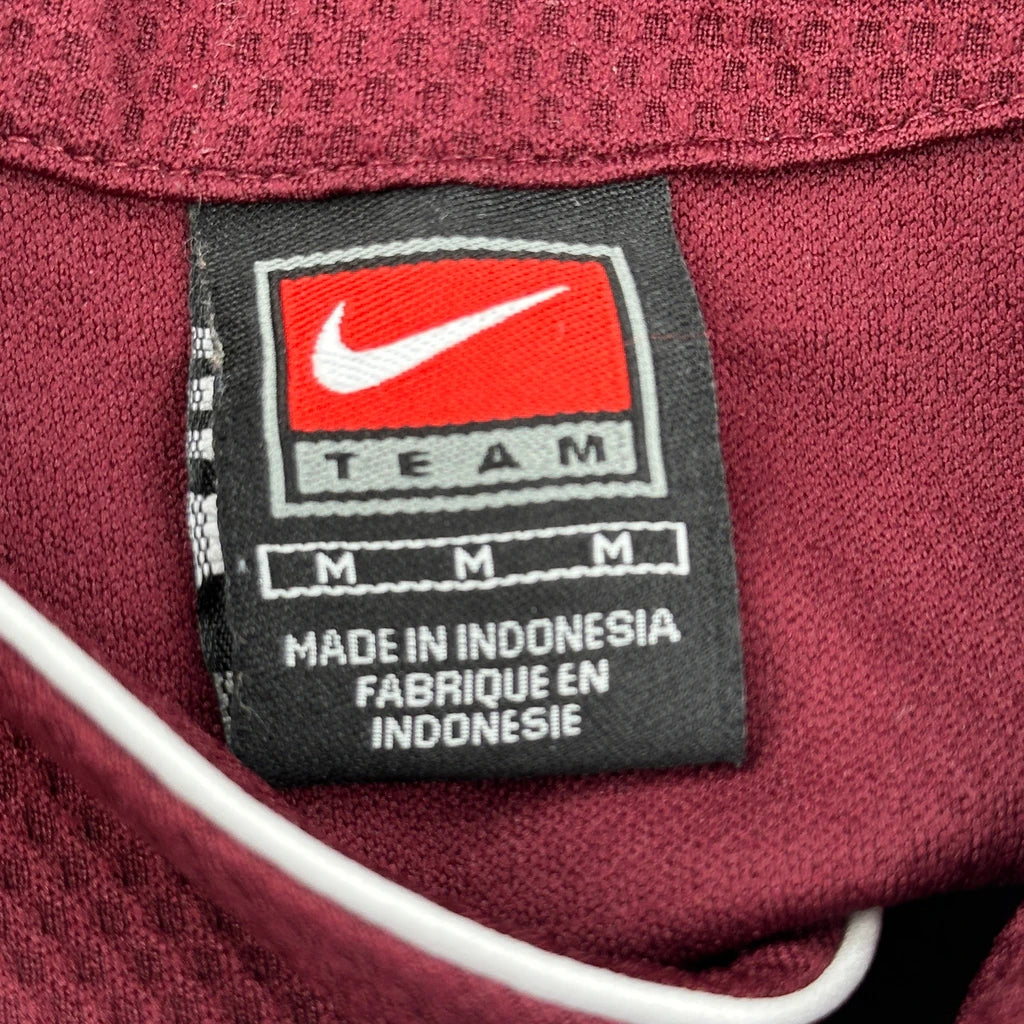 TEAM
M M M
MADE IN INDONESIA
FABRIQUE EN
INDONESIE